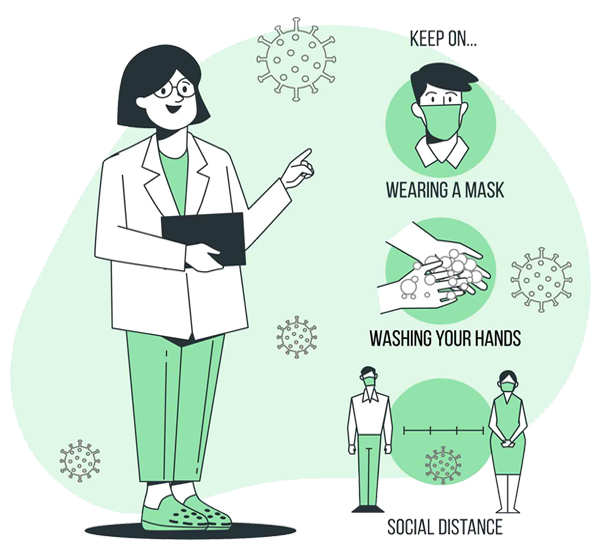 KEEP ON...
WEARING A MASK
WASHING YOUR HANDS
SOCIAL DISTANCE